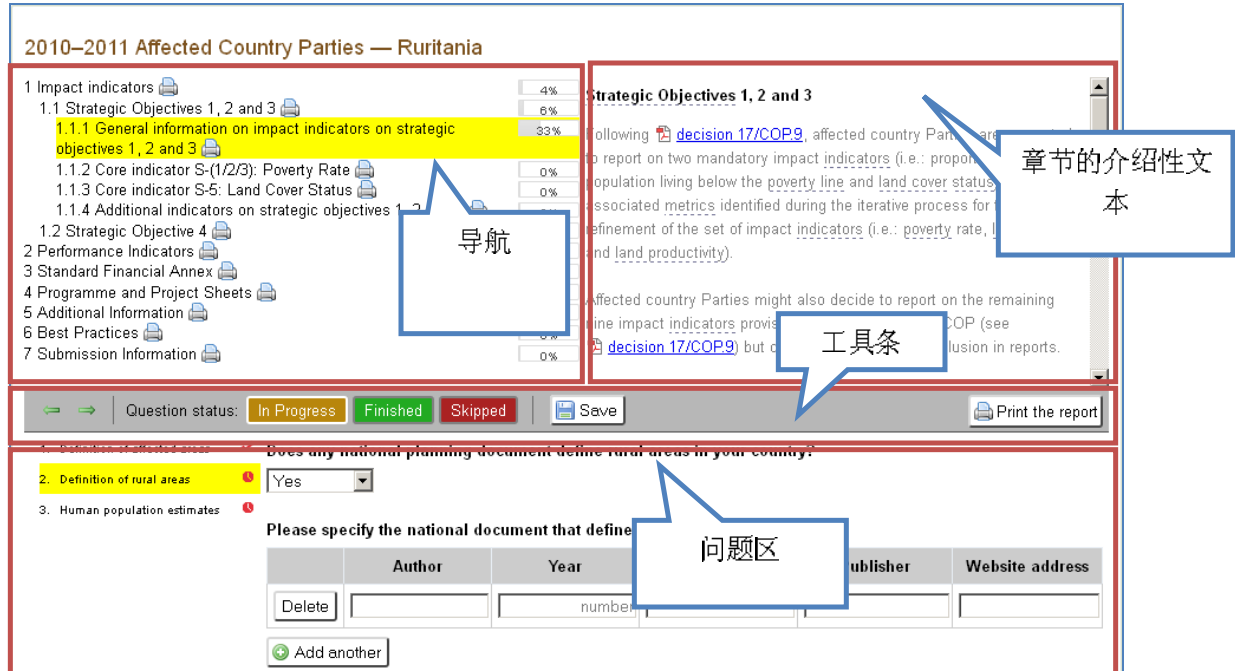 2010–2011 Affected Country Parties — Ruritania
1 Impact indicators
4%
1.1 Strategic Objectives 1, 2 and 3
6%
1.1.1 General information on impact indicators on strategic
objectives 1, 2 and 3
33%
1.1.2 Core indicator S-(1/2/3): Poverty Rate
0%
1.1.3 Core indicator S-5: Land Cover Status
0%
1.1.4 Additional indicators on strategic objectives 1, 2
1.2 Strategic Objective 4
2 Performance Indicators
3 Standard Financial Annex
4 Programme and Project Sheets
5 Additional Information
6 Best Practices
7 Submission Information
0%
导航
Strategic Objectives 1, 2 and 3
Following decision 17/COP.9, affected country Parties are
to report on two mandatory impact indicators (i.e.:
population living below the poverty line and land cover status
associated metrics identified during the iterative process for
refinement of the set of impact indicators (i.e.: poverty rate,
and land productivity).
Affected country Parties might also decide to report on the remaining
nine impact indicators COP (see
decision 17/COP.9) but in reports.
章节的介绍性文
本
工具条
Question status: In Progress Finished Skipped Save Print the report
1. Definition of affected areas
2. Definition of rural areas
3. Human population estimates
Does any national planning document define rural areas in your country?
Yes
Please specify the national document that define
问题区
Author Year Website address
Delete number
Add another